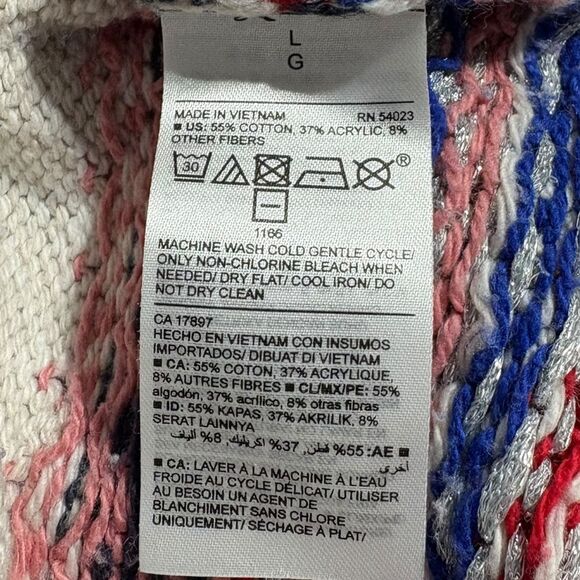 L
G
MADE IN VIETNAM RN 54023
■ US: 55% COTTON, 37% ACRYLIC, 8%
OTHER FIBERS
30
®
1166
MACHINE WASH COLD GENTLE CYCLE/
ONLY NON-CHLORINE BLEACH WHEN
NEEDED/ DRY FLAT/ COOL IRON/ DO
NOT DRY CLEAN
CA 17897
HECHO EN VIETNAM CON INSUMOS
IMPORTADOS/ DIBUAT DI VIETNAM
■ CA: 55% COTON, 37% ACRYLIQUE,
8% AUTRES FIBRES ■ CL/MX/PE: 55%
algodón, 37% acrílico, 8% otras fibras
■ ID: 55% KAPAS, 37% AKRILIK, 8%
SERAT LAINNYA
■ AE: 55% قطن, 37% اكريليك, 8% ألياف
أخرى
■ CA: LAVER À LA MACHINE À L'EAU
FROIDE AU CYCLE DÉLICAT/ UTILISER
AU BESOIN UN AGENT DE
BLANCHIMENT SANS CHLORE
UNIQUEMENT/ SÉCHAGE À PLAT/